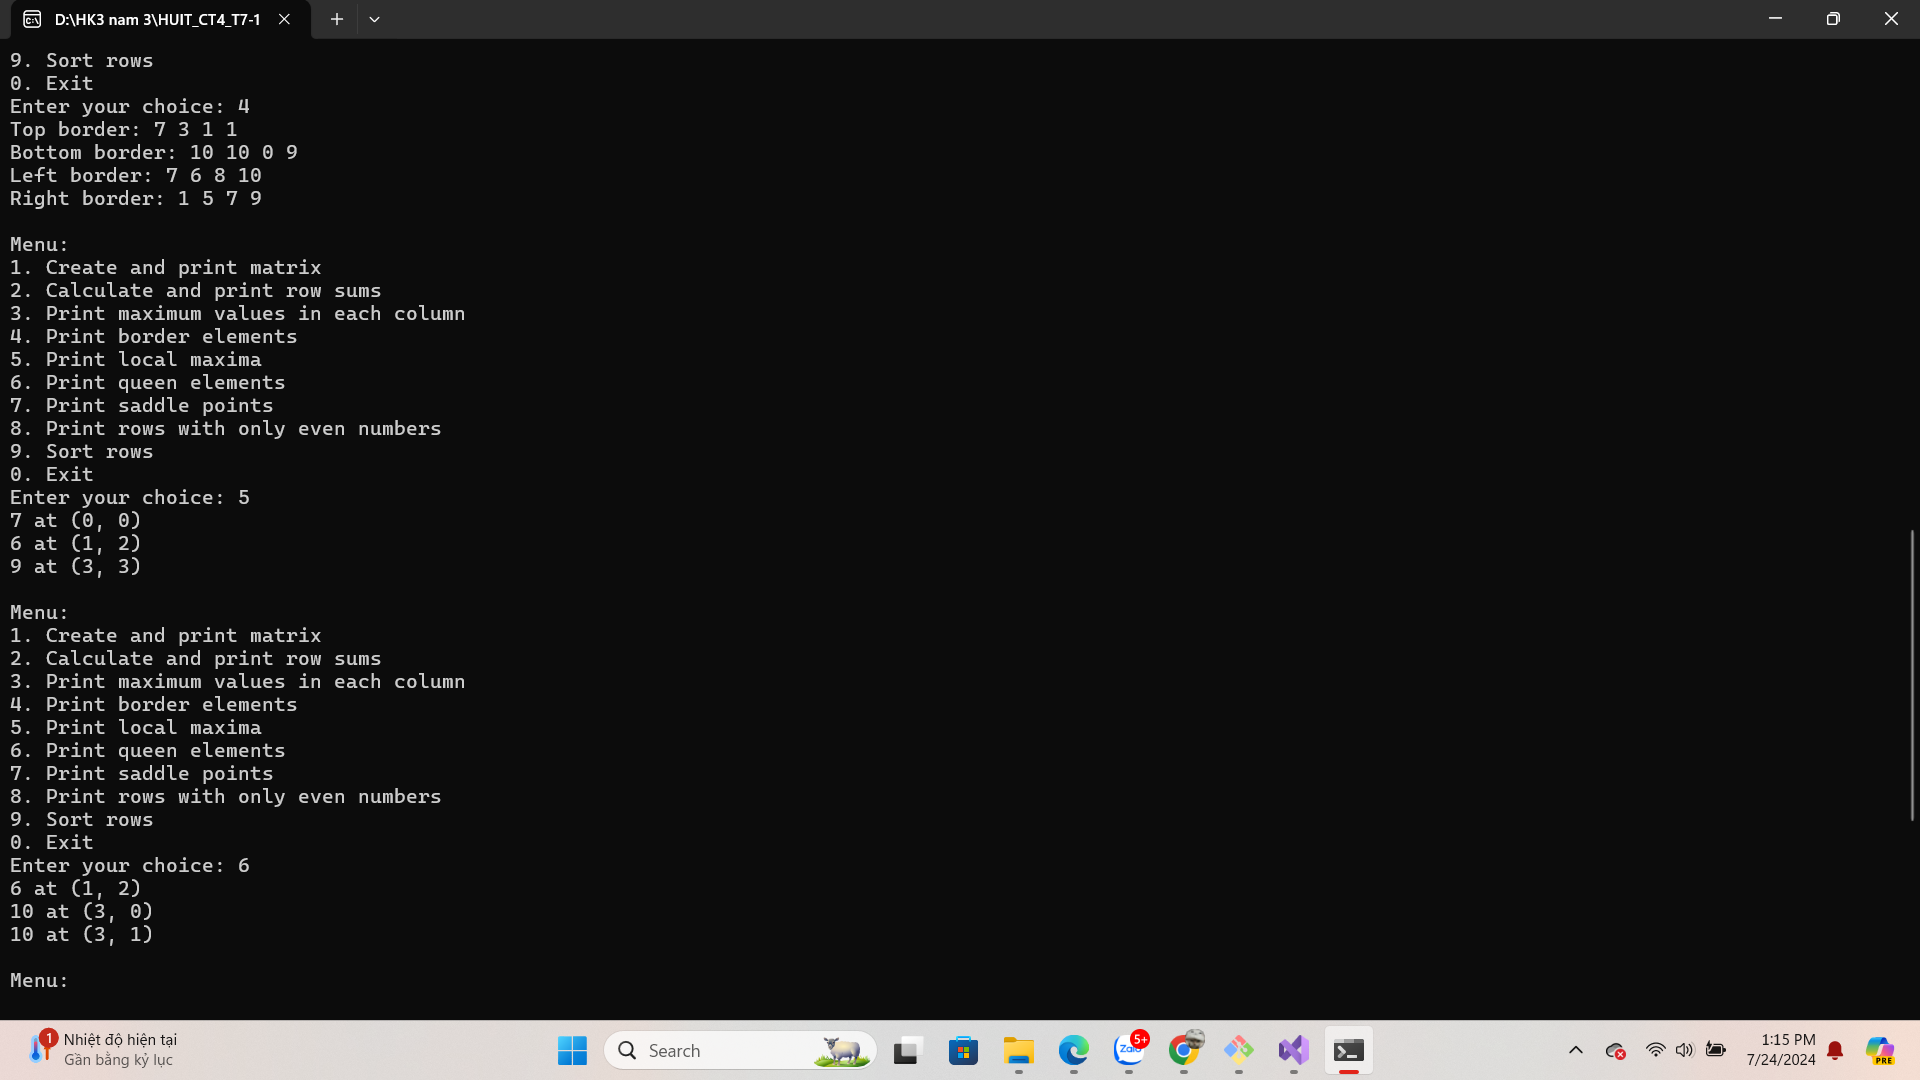 D:\HK3 nam 3\HUIT_CT4_T7-1
9. Sort rows
0. Exit
Enter your choice: 4
Top border: 7 3 1 1
Bottom border: 10 10 0 9
Left border: 7 6 8 10
Right border: 1 5 7 9
Menu:
1. Create and print matrix
2. Calculate and print row sums
3. Print maximum values in each column
4. Print border elements
5. Print local maxima
6. Print queen elements
7. Print saddle points
8. Print rows with only even numbers
9. Sort rows
0. Exit
Enter your choice: 5
7 at (0, 0)
6 at (1, 2)
9 at (3, 3)
Menu:
1. Create and print matrix
2. Calculate and print row sums
3. Print maximum values in each column
4. Print border elements
5. Print local maxima
6. Print queen elements
7. Print saddle points
8. Print rows with only even numbers
9. Sort rows
0. Exit
Enter your choice: 6
6 at (1, 2)
10 at (3, 0)
10 at (3, 1)
Menu:
1
Nhiệt độ hiện tại
Gần bằng kỷ lục
Search
Zalo
5+
1:15 PM
7/24/2024
PRE